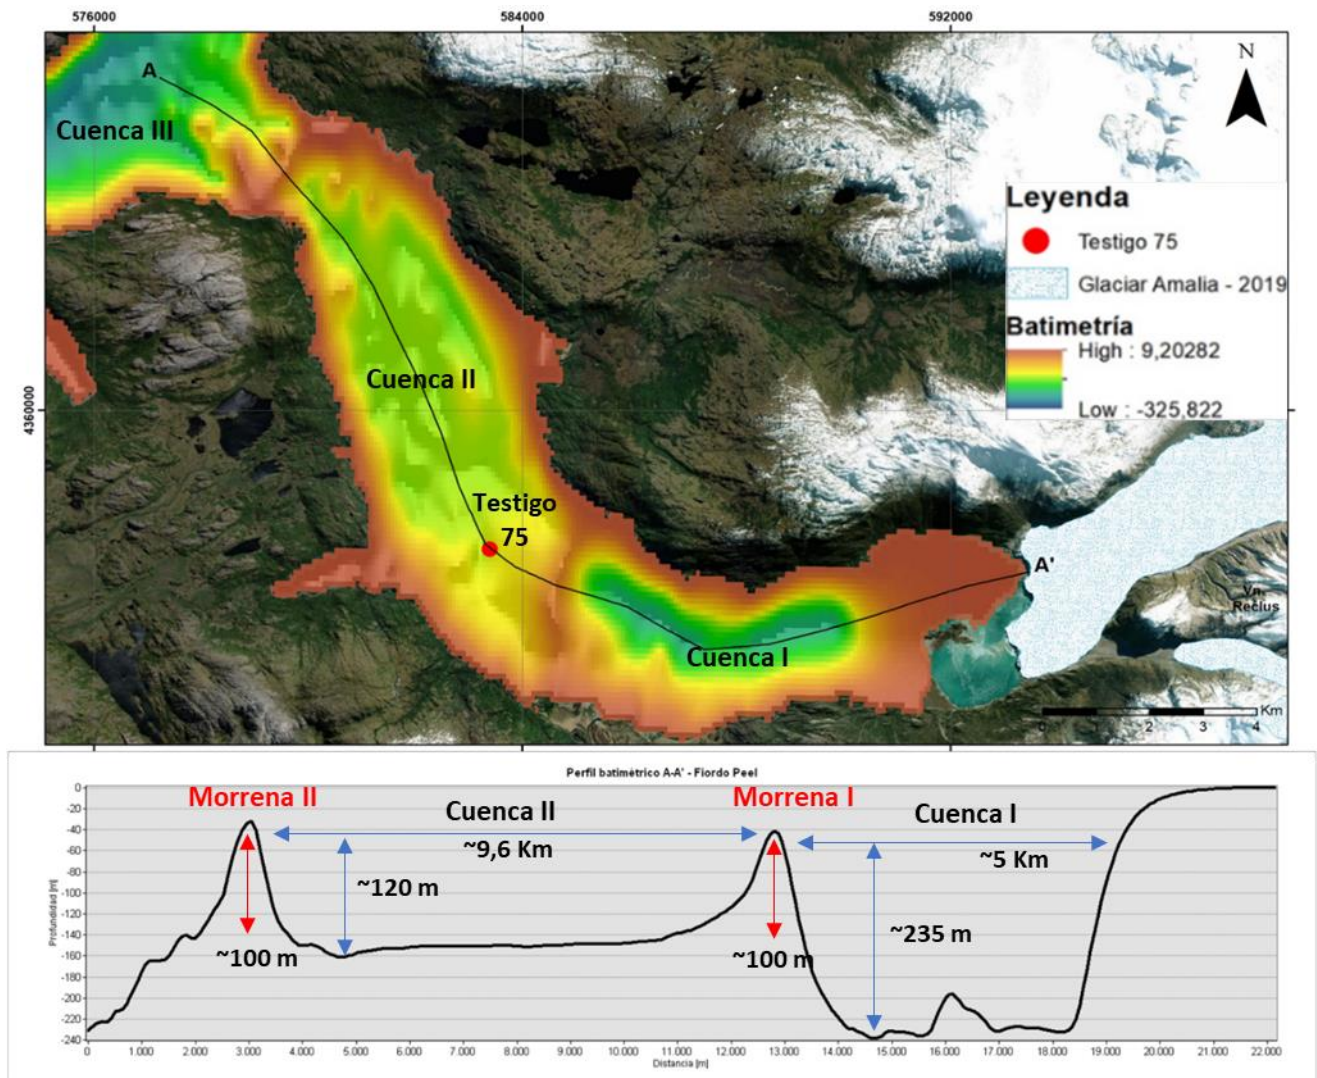 576000
584000
592000
A
Cuenca III
N
Leyenda
Testigo 75
Glaciar Amalia - 2019
Batimetría
High : 9,20282
Low : -325,822
4360000
Cuenca II
Testigo
75
A'
Vn.
Reclus
Cuenca I
0 2 3 4 Km
Perfil batimétrico A-A' - Fiordo Peel
Morrena II
Cuenca II
Morrena I
Cuenca I
~9,6 Km
~5 Km
~120 m
~235 m
~100 m
~100 m
Profundidad [m]
0
-20
-40
-60
-80
-100
-120
-140
-160
-180
-200
-220
-240
0 1.000 2.000 3.000 4.000 5.000 6.000 7.000 8.000 9.000 10.000 11.000 12.000 13.000 14.000 15.000 16.000 17.000 18.000 19.000 20.000 21.000 22.000
Distancia [m]